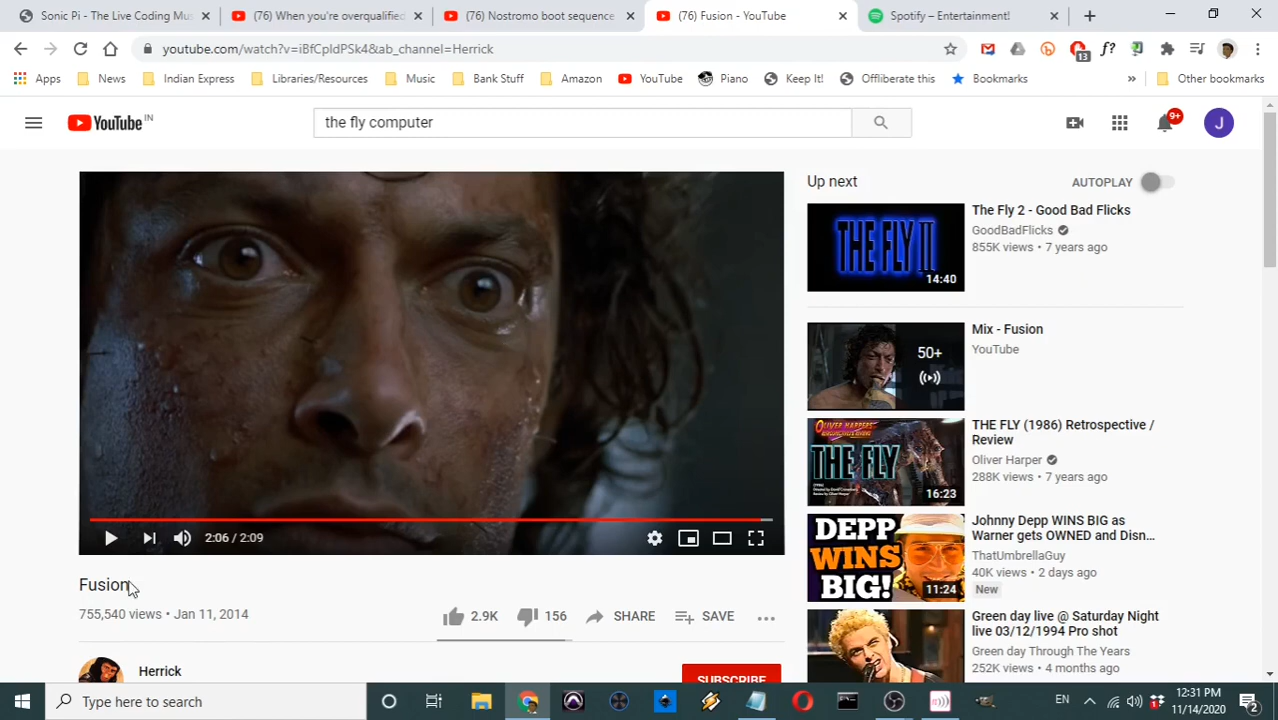 Sonic Pi - The Live Coding Mus
(76) When you're overqualified
(76) Nostromo boot sequence
(76) Fusion - YouTube
Spotify – Entertainment!
youtube.com/watch?v=iBfCpIdPSk4&ab_channel=Herrick
13
f?
Apps
News
Indian Express
Libraries/Resources
Music
Bank Stuff
Amazon
YouTube
Piano
Keep It!
Offliberate this
Bookmarks
»
Other bookmarks
YouTube IN
the fly computer
9+
J
Up next
AUTOPLAY
THE FLY II
14:40
The Fly 2 - Good Bad Flicks
GoodBadFlicks
855K views • 7 years ago
50+
Mix - Fusion
YouTube
OLIVER HARPER'S
THE FLY
16:23
THE FLY (1986) Retrospective /
Review
Oliver Harper
288K views • 7 years ago
DEPP
WINS
BIG!
11:24
Johnny Depp WINS BIG as
Warner gets OWNED and Disn...
ThatUmbrellaGuy
40K views • 2 days ago
New
Green day live @ Saturday Night
live 03/12/1994 Pro shot
Green day Through The Years
252K views • 4 months ago
2:06 / 2:09
Fusion
755,540 views • Jan 11, 2014
2.9K
156
SHARE
SAVE
Herrick
SUBSCRIBE
Type here to search
EN
12:31 PM
11/14/2020
2